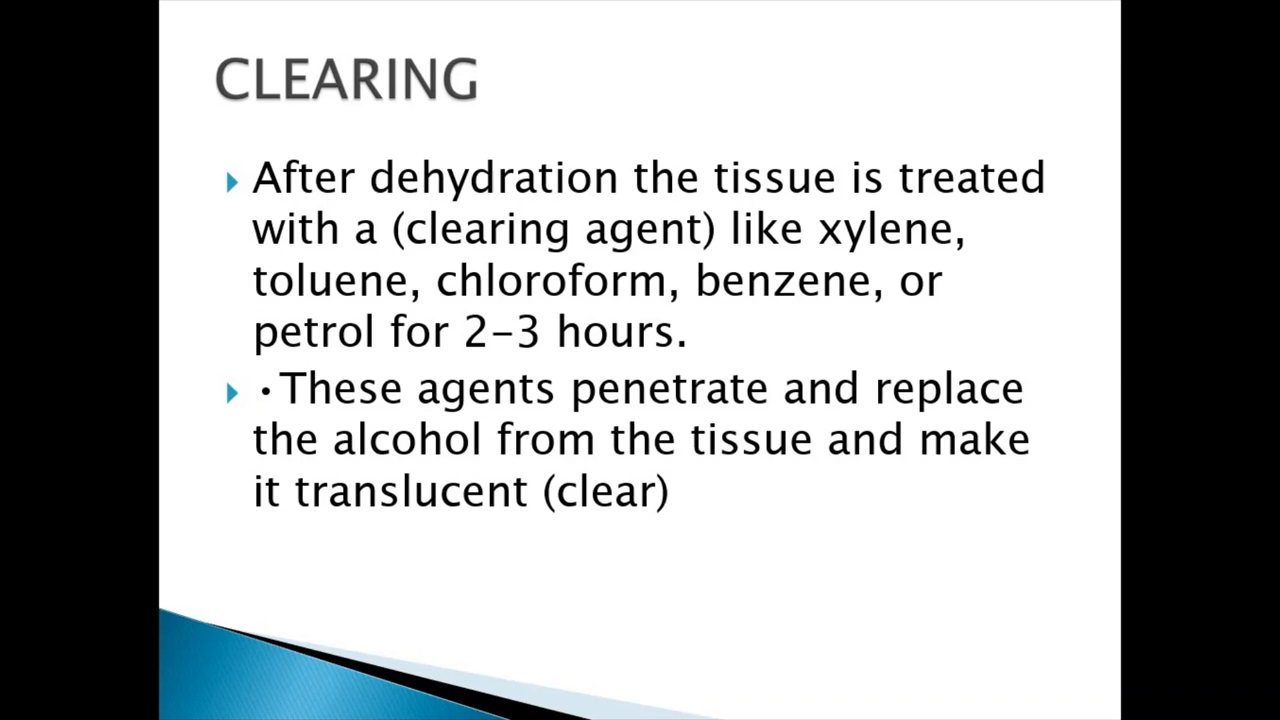 CLEARING
After dehydration the tissue is treated
with a (clearing agent) like xylene,
toluene, chloroform, benzene, or
petrol for 2-3 hours.
•These agents penetrate and replace
the alcohol from the tissue and make
it translucent (clear)